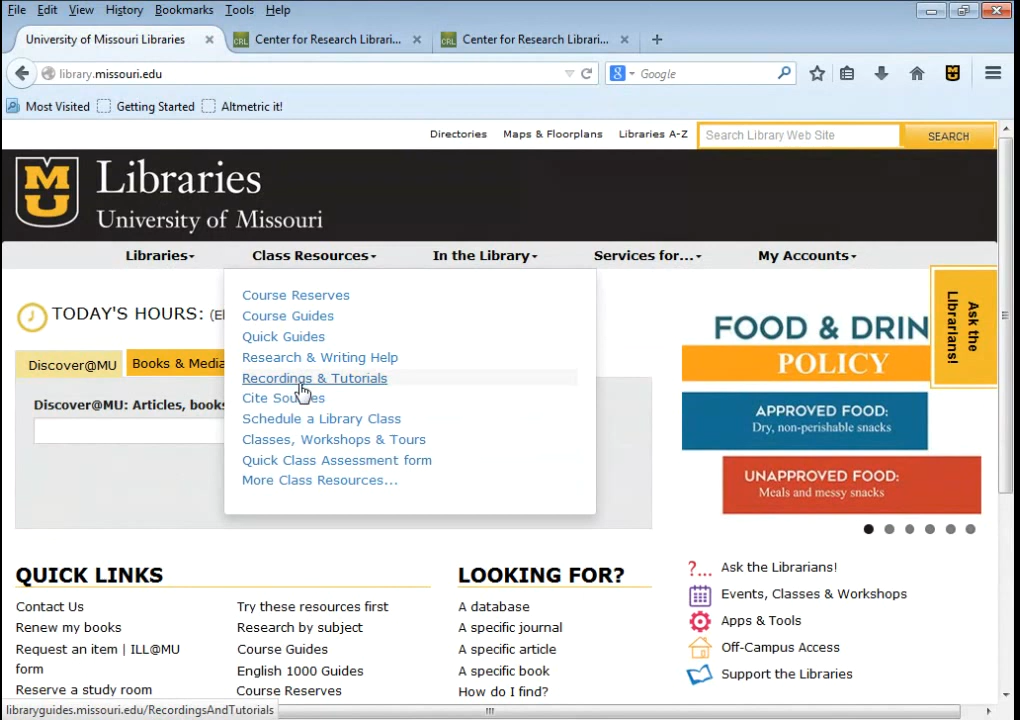 File Edit View History Bookmarks Tools Help
University of Missouri Libraries
CRL Center for Research Librari...
CRL Center for Research Librari...
library.missouri.edu
Google
Most Visited Getting Started Altmetric it!
Directories Maps & Floorplans Libraries A-Z Search Library Web Site SEARCH
MU
Libraries
University of Missouri
Libraries Class Resources In the Library Services for... My Accounts
Course Reserves
Course Guides
Quick Guides
Research & Writing Help
Recordings & Tutorials
Schedule a Library Class
Classes, Workshops & Tours
Quick Class Assessment form
More Class Resources...
TODAY'S HOURS:
Discover@MU Books & Media
Discover@MU: Articles, books
FOOD & DRIN
POLICY
APPROVED FOOD:
Dry, non-perishable snacks
UNAPPROVED FOOD:
Meals and messy snacks
Ask the
Librarians!
QUICK LINKS
Contact Us
Renew my books
Request an item | ILL@MU
form
Reserve a study room
Try these resources first
Research by subject
Course Guides
English 1000 Guides
Course Reserves
LOOKING FOR?
A database
A specific journal
A specific article
A specific book
How do I find?
?... Ask the Librarians!
Events, Classes & Workshops
Apps & Tools
Off-Campus Access
Support the Libraries
libraryguides.missouri.edu/RecordingsAndTutorials